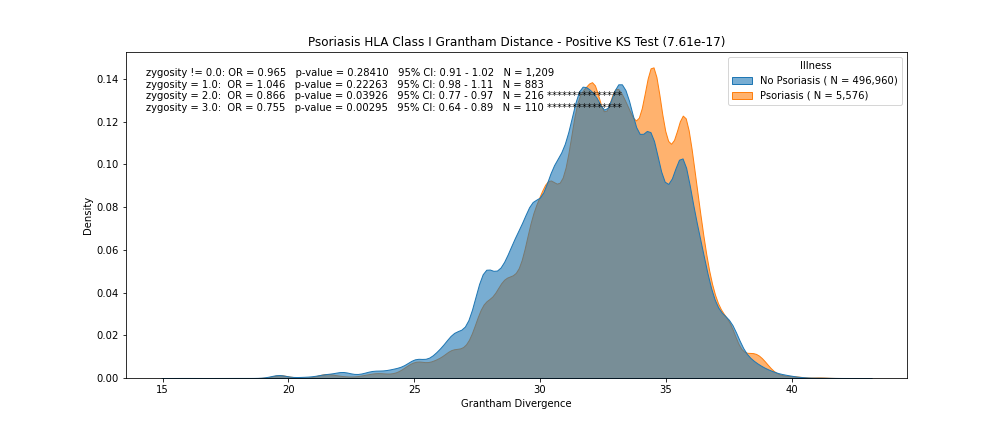 Psoriasis HLA Class I Grantham Distance - Positive KS Test (7.61e-17)
zygosity != 0.0: OR = 0.965 p-value = 0.28410 95% CI: 0.91 - 1.02 N = 1,209
zygosity = 1.0: OR = 1.046 p-value = 0.22263 95% CI: 0.98 - 1.11 N = 883
zygosity = 2.0: OR = 0.866 p-value = 0.03926 95% CI: 0.77 - 0.97 N = 216 ***************
zygosity = 3.0: OR = 0.755 p-value = 0.00295 95% CI: 0.64 - 0.89 N = 110 ***************
Illness
No Psoriasis ( N = 496,960)
Psoriasis ( N = 5,576)
Density
0.14
0.12
0.10
0.08
0.06
0.04
0.02
0.00
15 20 25 30 35 40
Grantham Divergence